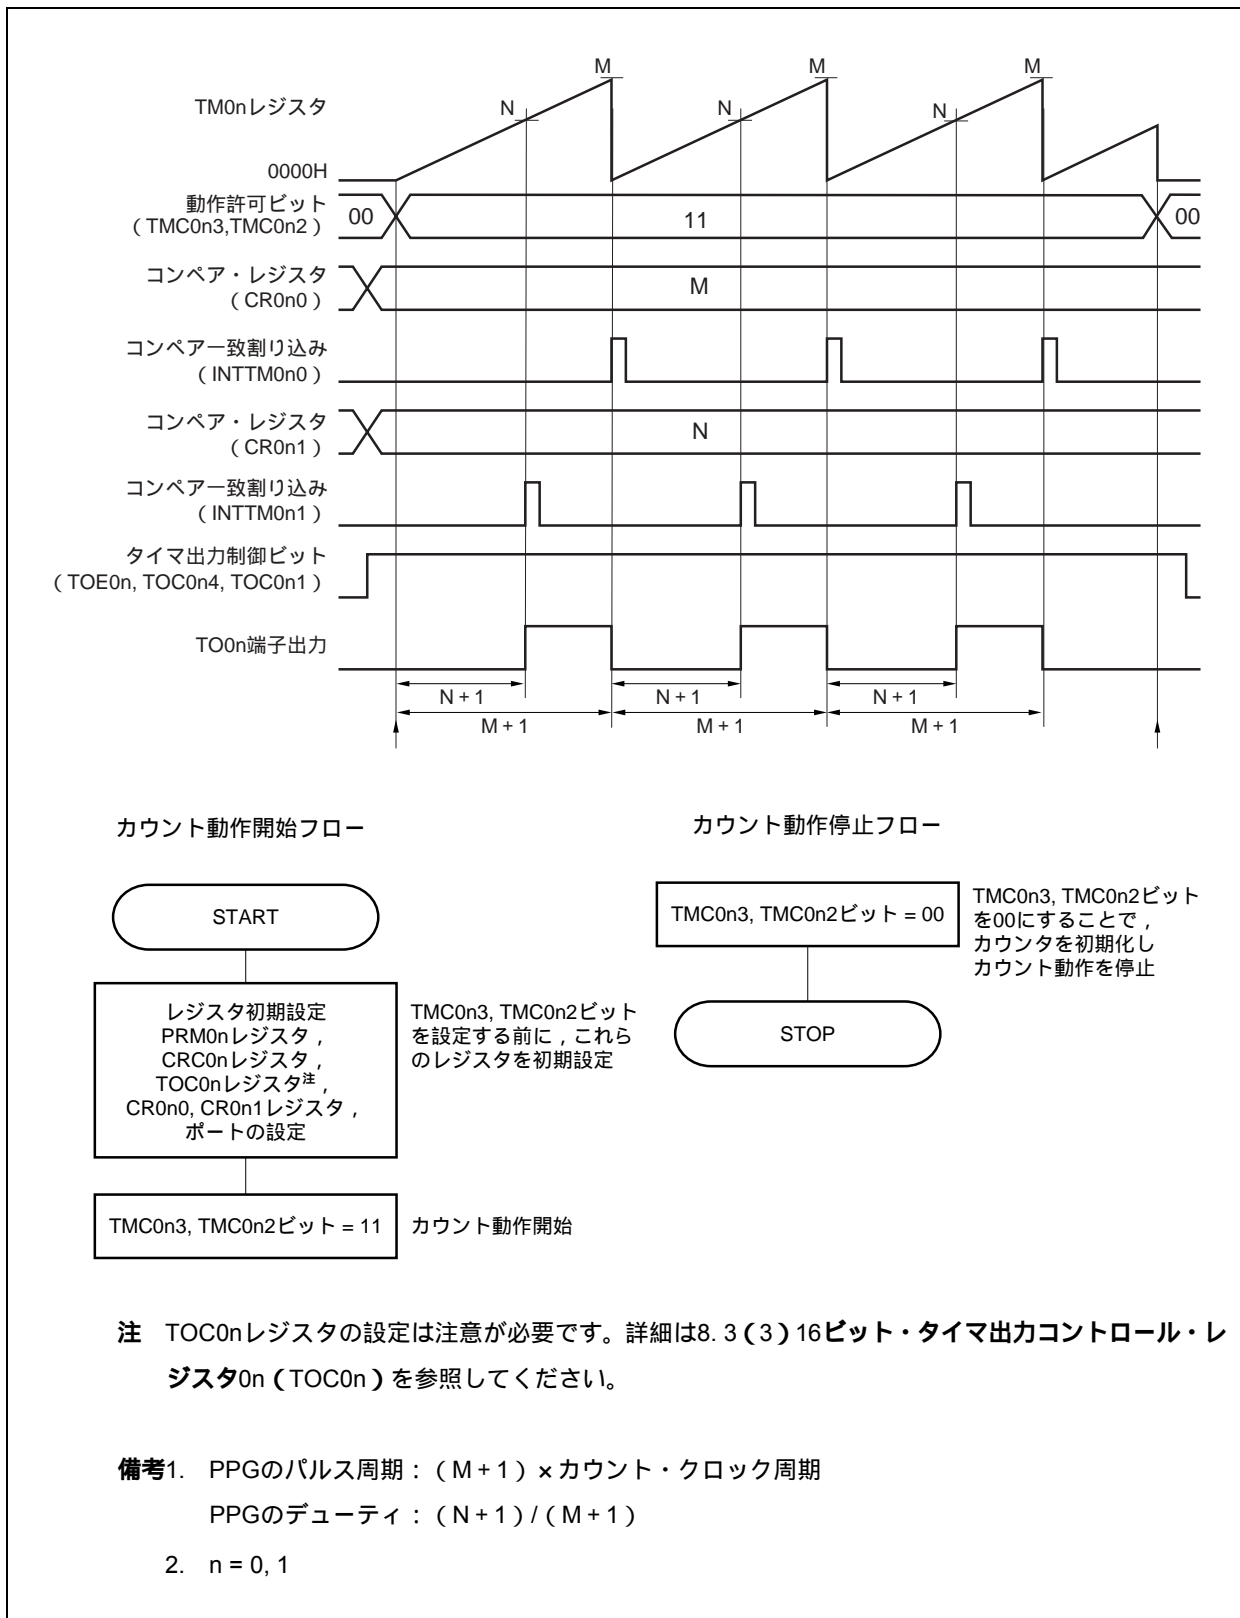 M M M
TM0nレジスタ N N N
0000H
動作許可ビット
（TMC0n3,TMC0n2） 00 11 00
コンペア・レジスタ
（CR0n0） M
コンペア一致割り込み
（INTTM0n0）
コンペア・レジスタ
（CR0n1） N
コンペア一致割り込み
（INTTM0n1）
タイマ出力制御ビット
（TOE0n, TOC0n4, TOC0n1）
TO0n端子出力
N + 1 N + 1 N + 1
M + 1 M + 1 M + 1
カウント動作開始フロー
START
レジスタ初期設定
PRM0nレジスタ，
CRC0nレジスタ，
TOC0nレジスタ注，
CR0n0, CR0n1レジスタ，
ポートの設定
TMC0n3, TMC0n2ビット
を設定する前に，これら
のレジスタを初期設定
TMC0n3, TMC0n2ビット = 11
カウント動作開始
カウント動作停止フロー
TMC0n3, TMC0n2ビット = 00
TMC0n3, TMC0n2ビット
を00にすることで，
カウンタを初期化し
カウント動作を停止
STOP
注 TOC0nレジスタの設定は注意が必要です。詳細は8. 3（3）16ビット・タイマ出力コントロール・レ
ジスタ0n（TOC0n）を参照してください。
備考1. PPGのパルス周期：（M + 1）× カウント・クロック周期
PPGのデューティ：（N + 1）/（M + 1）
2. n = 0, 1